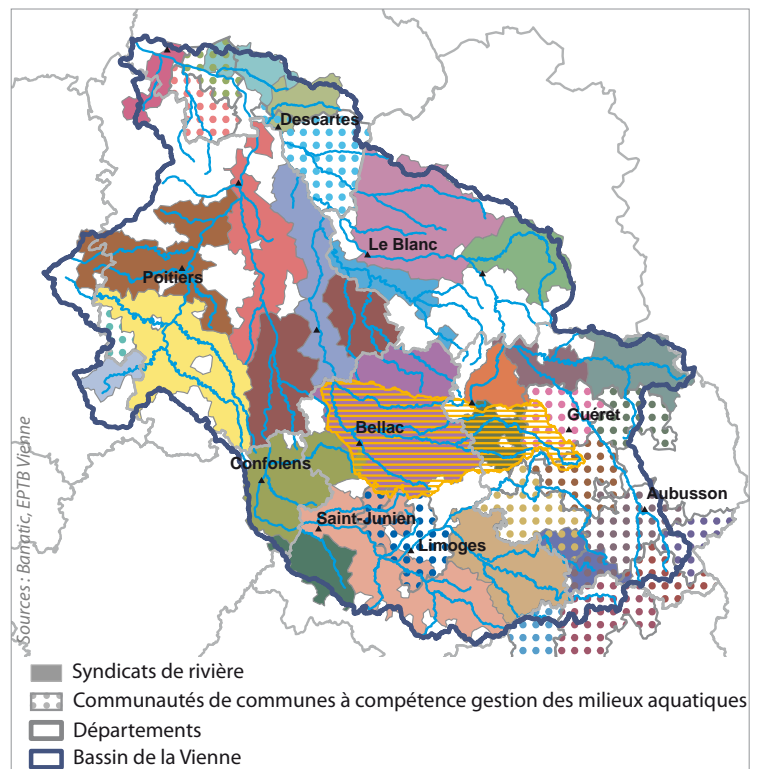 Descartes
Le Blanc
Poitiers
Guéret
Bellac
Confolens
Aubusson
Saint-Junien
Limoges
Sources : Banatic, EPTB Vienne
Syndicats de rivière
Communautés de communes à compétence gestion des milieux aquatiques
Départements
Bassin de la Vienne